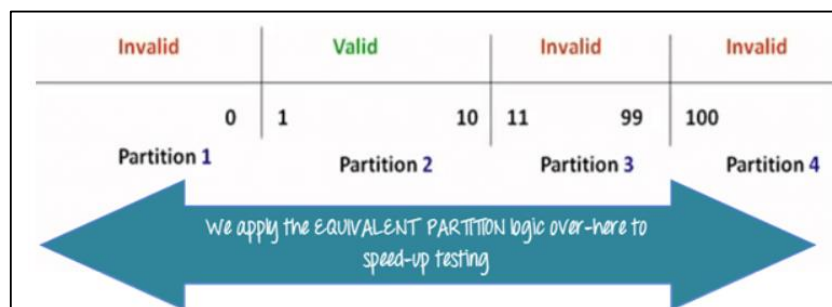 Invalid Valid Invalid Invalid
0 1 10 11 99 100
Partition 1 Partition 2 Partition 3 Partition 4
We apply the EQUIVALENT PARTITION logic over-here to
speed-up testing